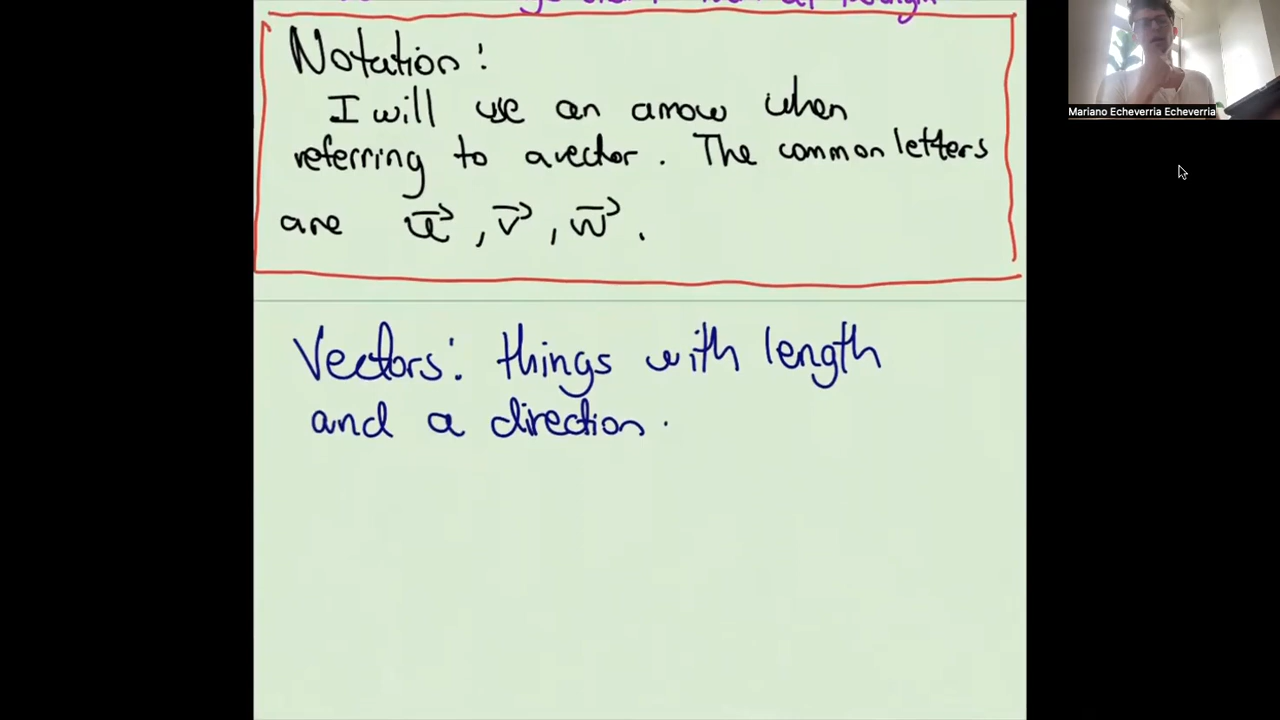 Notation:
I will use an arrow when
referring to a vector. The common letters
are u⃗, v⃗, w⃗.
Vectors: things with length
and a direction.
Mariano Echeverria Echeverria